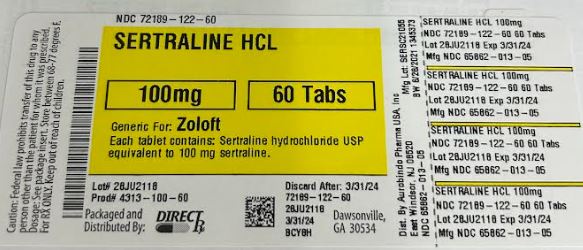 NDC 72189-122-60
SERTRALINE HCL
100mg
60 Tabs
Generic For: Zoloft
Each tablet contains: Sertraline hydrochloride USP
equivalent to 100 mg sertraline.
Caution: Federal law prohibits transfer of this drug to any
person other than the patient for whom it was prescribed.
Dosage: See package insert. Store between 68-77 degrees F.
For RX ONLY. Keep out of reach of children.
Lot# 28JU2118
Prod# 4313-100-60
Packaged and
Distributed By:
DIRECT Rx
Discard After: 3/31/24
72189-122-60
28JU2118
3/31/24
BCY8H
Dawsonville,
GA 30534
Mfg Lot: SERSC21055
BW 6/28/2021 1345373
Dist. By Aurobindo Pharma USA, Inc
East Windsor, NJ 08520
NDC 65862-013-05
SERTRALINE HCL 100mg
NDC 72189-122-60 60 Tabs
Lot 28JU2118 Exp 3/31/24
Mfg NDC 65862-013-05
SERTRALINE HCL 100mg
NDC 72189-122-60 60 Tabs
Lot 28JU2118 Exp 3/31/24
Mfg NDC 65862-013-05
SERTRALINE HCL 100mg
NDC 72189-122-60 60 Tabs
Lot 28JU2118 Exp 3/31/24
Mfg NDC 65862-013-05
SERTRALINE HCL 100mg
NDC 72189-122-60 60 Tabs
Lot 28JU2118 Exp 3/31/24
Mfg NDC 65862-013-05